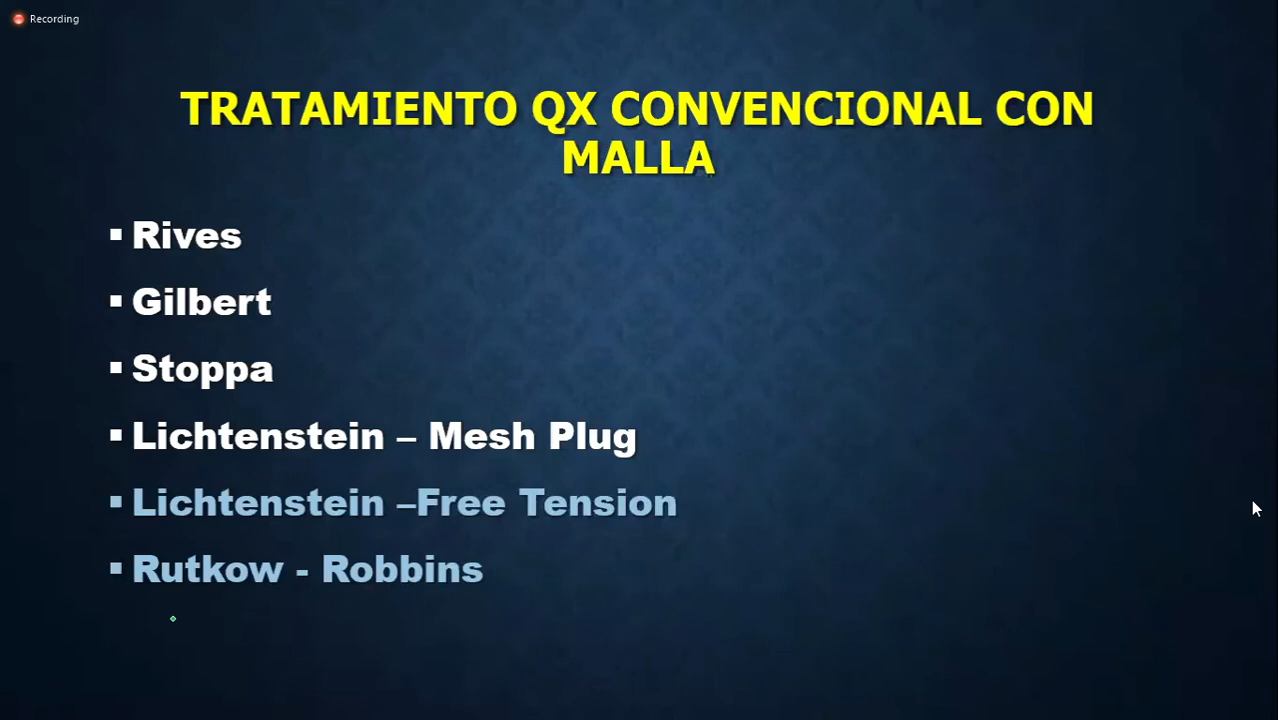 Recording
TRATAMIENTO QX CONVENCIONAL CON
MALLA
▪ Rives
▪ Gilbert
▪ Stoppa
▪ Lichtenstein – Mesh Plug
▪ Lichtenstein –Free Tension
▪ Rutkow - Robbins